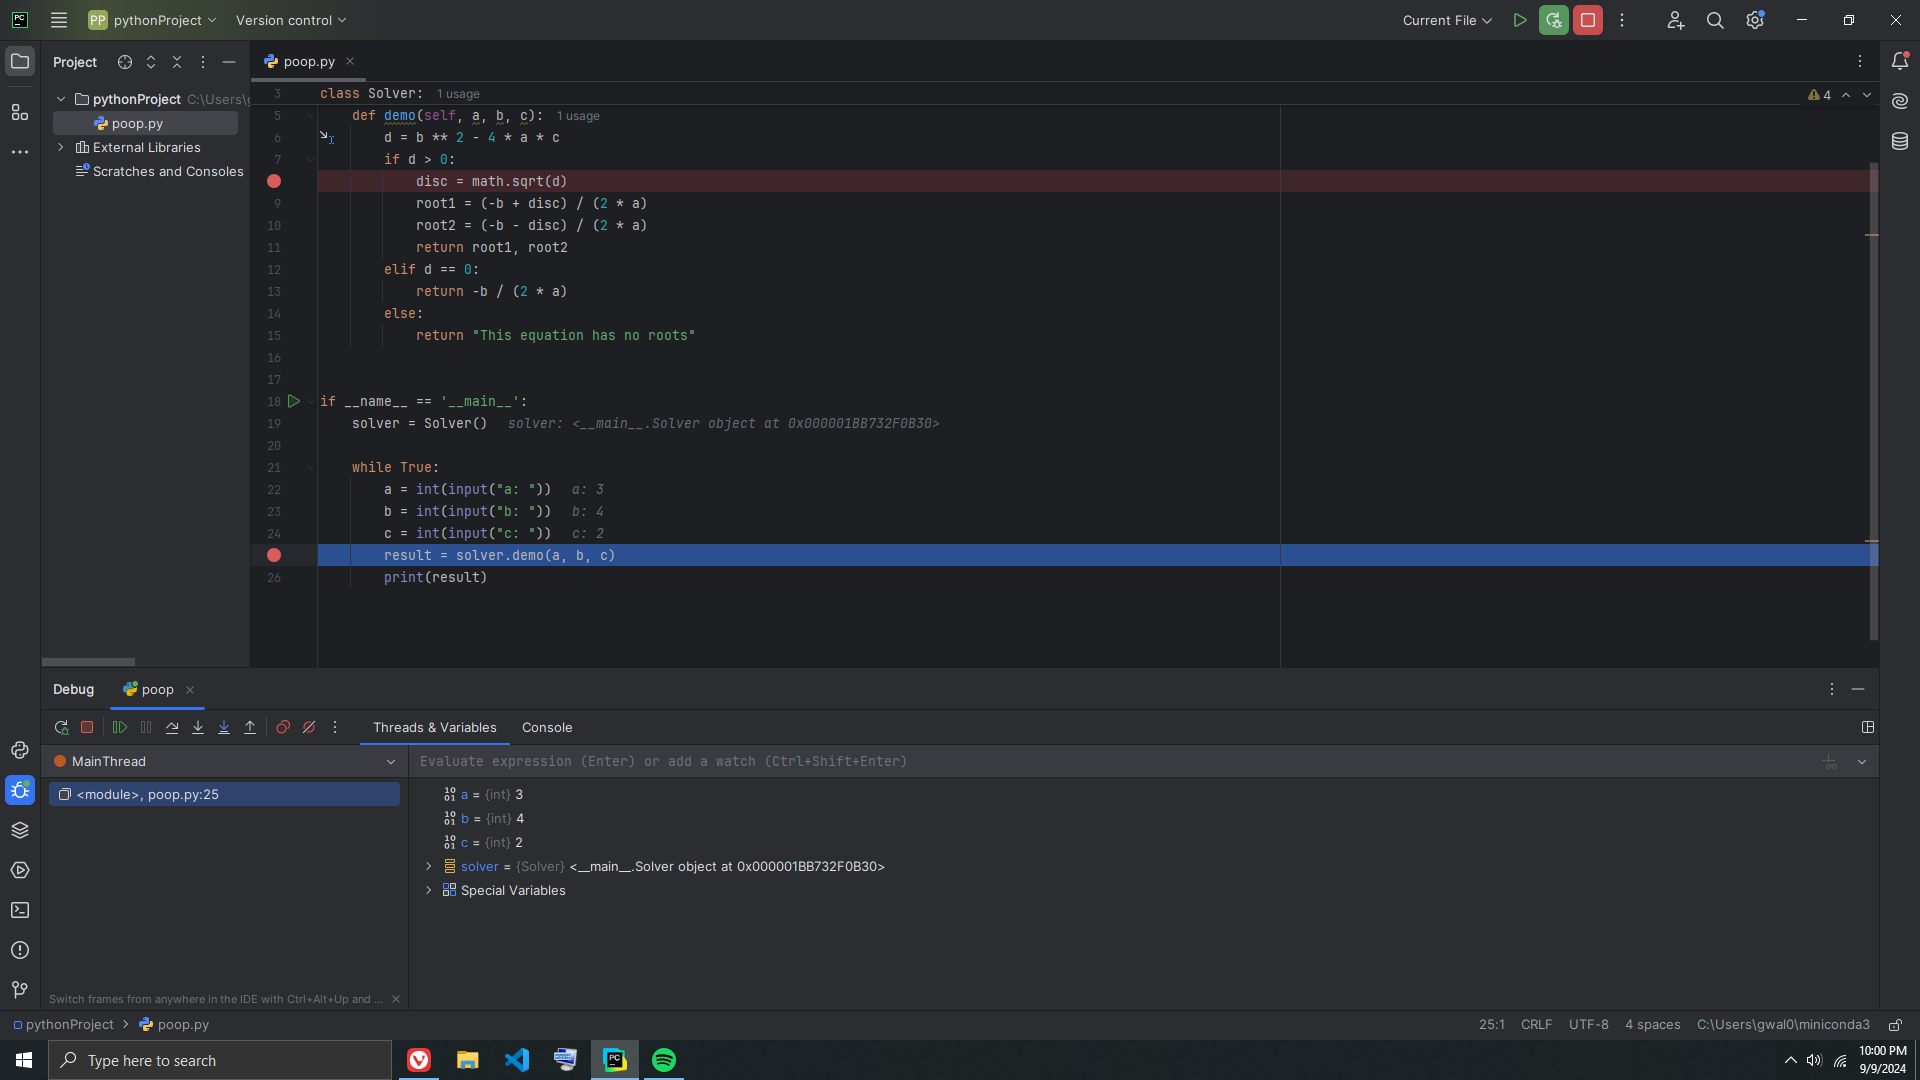 PC PP pythonProject Version control Current File
Project poop.py
pythonProject C:\Users\g
poop.py
External Libraries
Scratches and Consoles
3 class Solver: 1 usage 4
5 def demo(self, a, b, c): 1 usage
6 d = b ** 2 - 4 * a * c
7 if d > 0:
disc = math.sqrt(d)
9 root1 = (-b + disc) / (2 * a)
10 root2 = (-b - disc) / (2 * a)
11 return root1, root2
12 elif d == 0:
13 return -b / (2 * a)
14 else:
15 return "This equation has no roots"
16
17
18 if __name__ == '__main__':
19 solver = Solver() solver: <__main__.Solver object at 0x000001BB732F0B30>
20
21 while True:
22 a = int(input("a: ")) a: 3
23 b = int(input("b: ")) b: 4
24 c = int(input("c: ")) c: 2
result = solver.demo(a, b, c)
26 print(result)
Debug poop
Threads & Variables Console
MainThread
<module>, poop.py:25
Switch frames from anywhere in the IDE with Ctrl+Alt+Up and ...
Evaluate expression (Enter) or add a watch (Ctrl+Shift+Enter)
10 01 a = {int} 3
10 01 b = {int} 4
10 01 c = {int} 2
solver = {Solver} <__main__.Solver object at 0x000001BB732F0B30>
Special Variables
pythonProject > poop.py 25:1 CRLF UTF-8 4 spaces C:\Users\gwal0\miniconda3
Type here to search PC 10:00 PM
9/9/2024